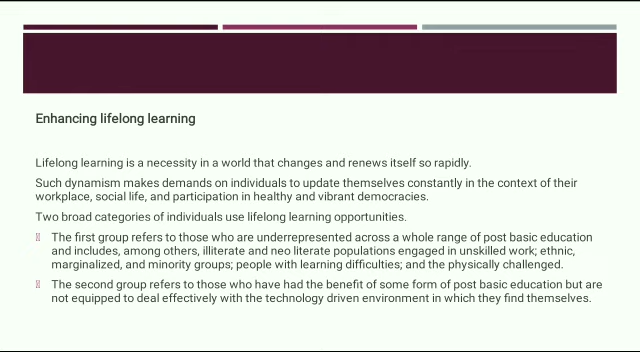 Enhancing lifelong learning
Lifelong learning is a necessity in a world that changes and renews itself so rapidly.
Such dynamism makes demands on individuals to update themselves constantly in the context of their
workplace, social life, and participation in healthy and vibrant democracies.
Two broad categories of individuals use lifelong learning opportunities.
The first group refers to those who are underrepresented across a whole range of post basic education
and includes, among others, illiterate and neo literate populations engaged in unskilled work; ethnic,
marginalized, and minority groups; people with learning difficulties; and the physically challenged.
The second group refers to those who have had the benefit of some form of post basic education but are
not equipped to deal effectively with the technology driven environment in which they find themselves.